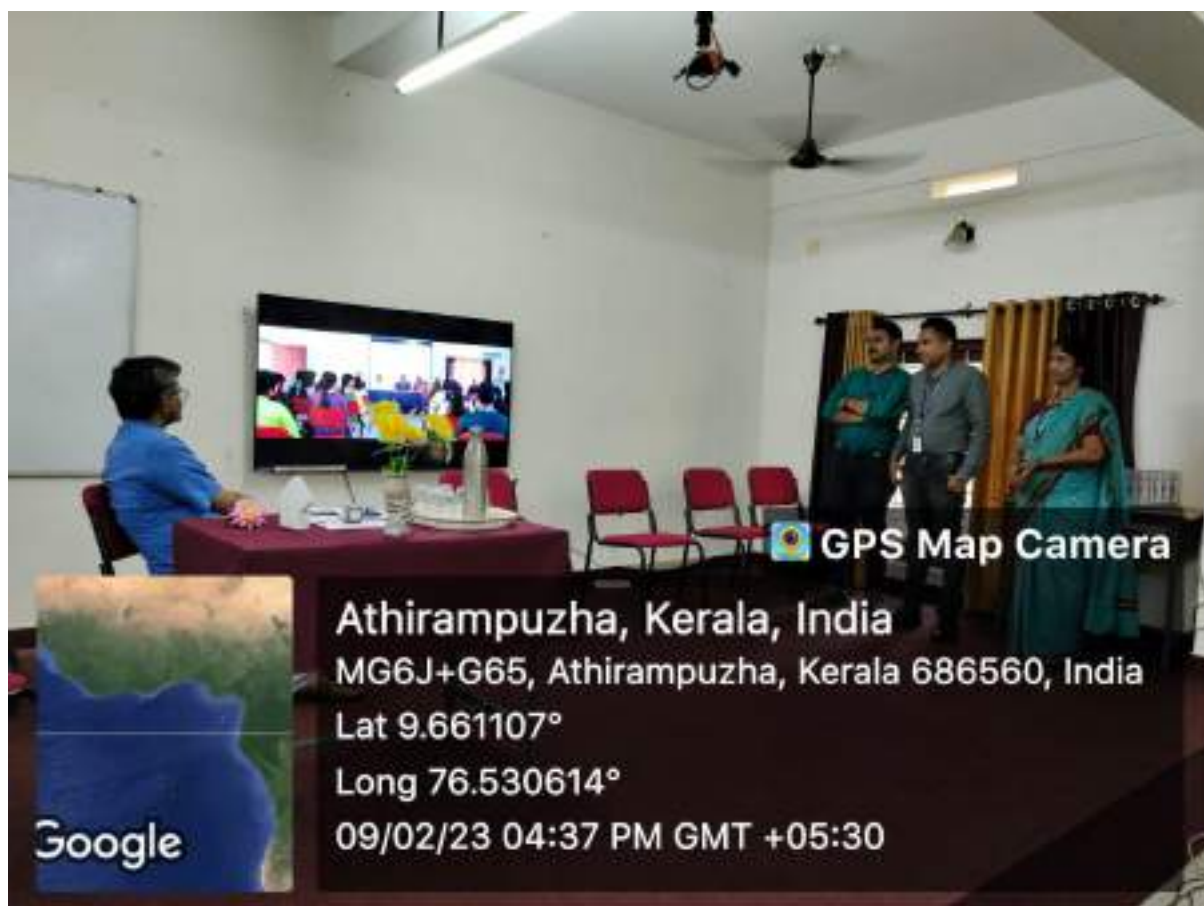 GPS Map Camera
Athirampuzha, Kerala, India
MG6J+G65, Athirampuzha, Kerala 686560, India
Lat 9.661107°
Long 76.530614°
09/02/23 04:37 PM GMT +05:30
Google